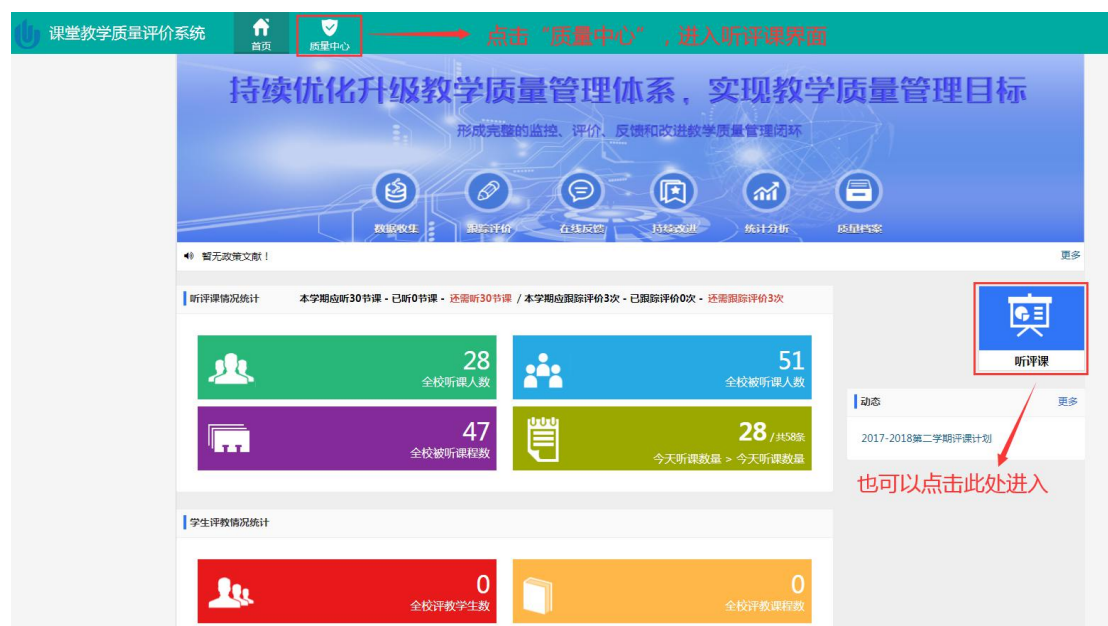 课堂教学质量评价系统
首页
质量中心
点击“质量中心”，进入听评课界面
持续优化升级教学质量管理体系，实现教学质量管理目标
形成完整的监控、评价、反馈和改进教学质量管理闭环
数据收集 跟踪评价 在线反馈 持续改进 统计分析 质量档案
暂无政策文献！ 更多
听评课情况统计 本学期应听30节课 - 已听0节课 - 还需听30节课 / 本学期应跟踪评价3次 - 已跟踪评价0次 - 还需跟踪评价3次
听评课
28
全校听课人数
51
全校被听课人数
47
全校被听课程数
28 / 共58条
今天听课数量 > 今天听课数量
动态 更多
2017-2018第二学期评课计划
也可以点击此处进入
学生评教情况统计
0
全校评教学生数
0
全校评教课程数